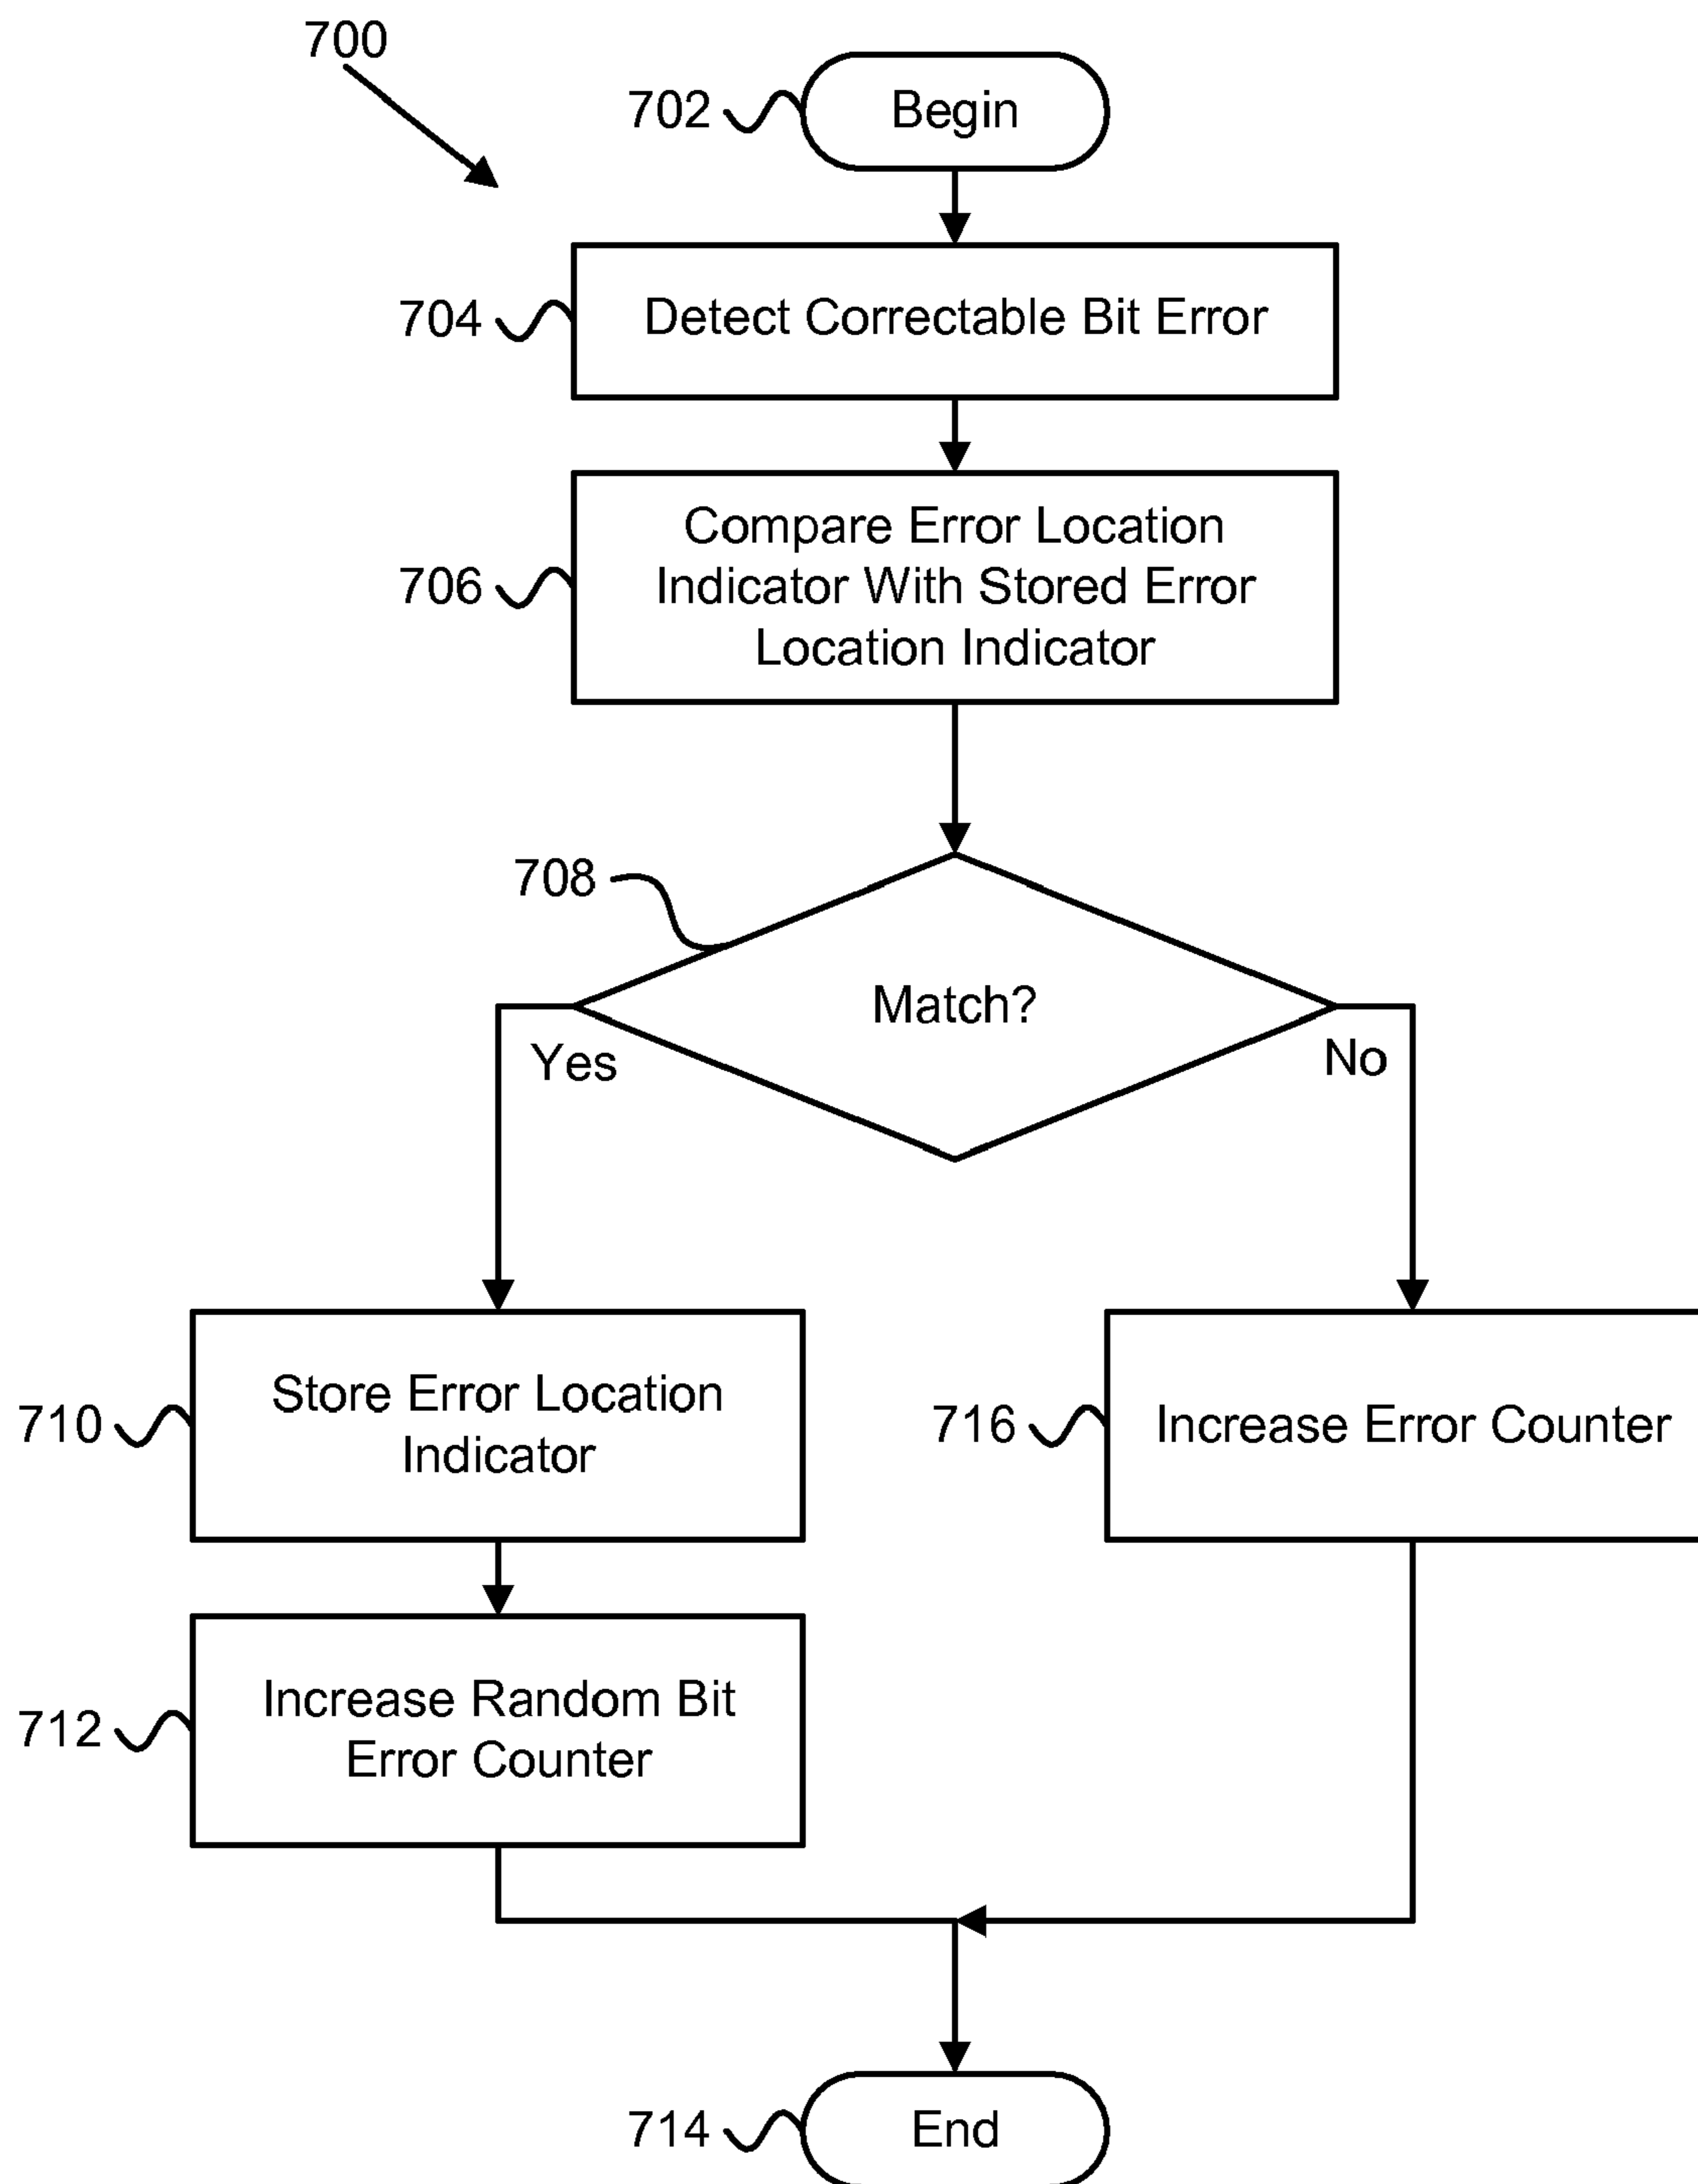 700
702
Begin
704
Detect Correctable Bit Error
706
Compare Error Location
Indicator With Stored Error
Location Indicator
708
Match?
Yes
No
710
Store Error Location
Indicator
716
Increase Error Counter
712
Increase Random Bit
Error Counter
714
End